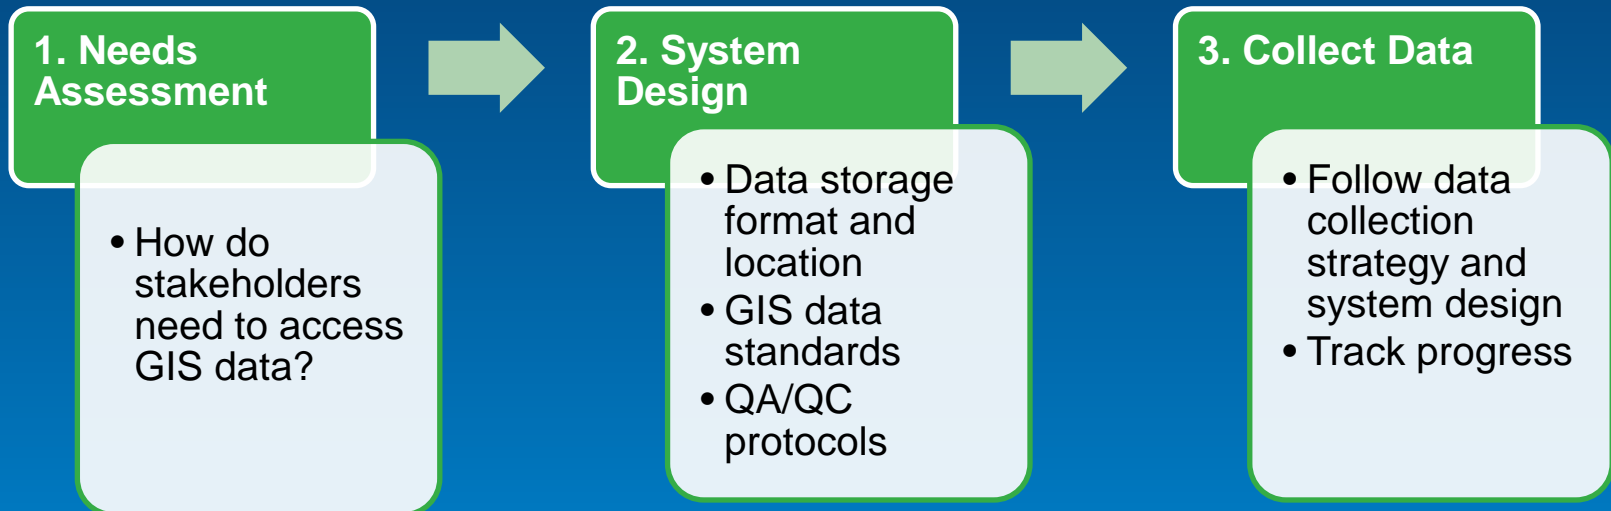 1. Needs
Assessment
• How do
stakeholders
need to access
GIS data?
2. System
Design
• Data storage
format and
location
• GIS data
standards
• QA/QC
protocols
3. Collect Data
• Follow data
collection
strategy and
system design
• Track progress